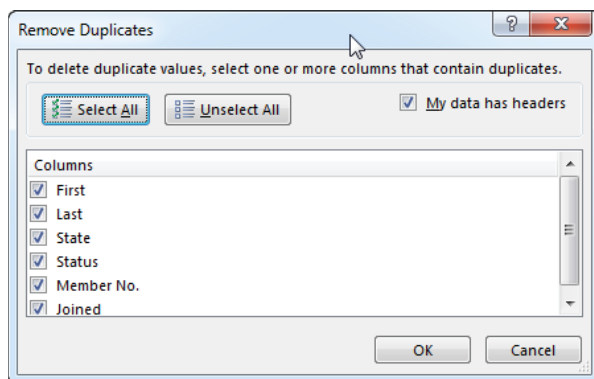 Remove Duplicates
To delete duplicate values, select one or more columns that contain duplicates.
Select All Unselect All My data has headers
Columns
First
Last
State
Status
Member No.
Joined
OK Cancel